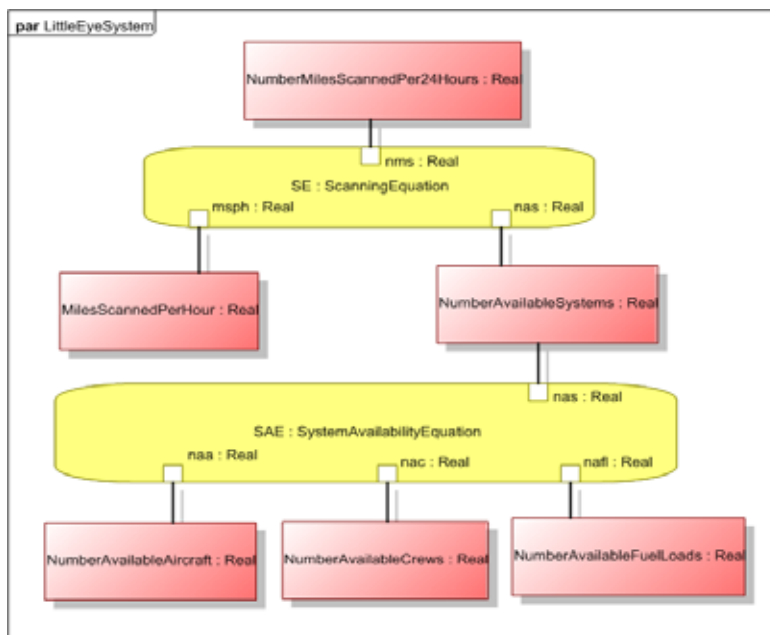 par LittleEyeSystem
NumberMilesScannedPer24Hours : Real
nms : Real
SE : ScanningEquation
msph : Real
nas : Real
MilesScannedPerHour : Real
NumberAvailableSystems : Real
nas : Real
SAE : SystemAvailabilityEquation
naa : Real
nac : Real
nafl : Real
NumberAvailableAircraft : Real
NumberAvailableCrews : Real
NumberAvailableFuelLoads : Real